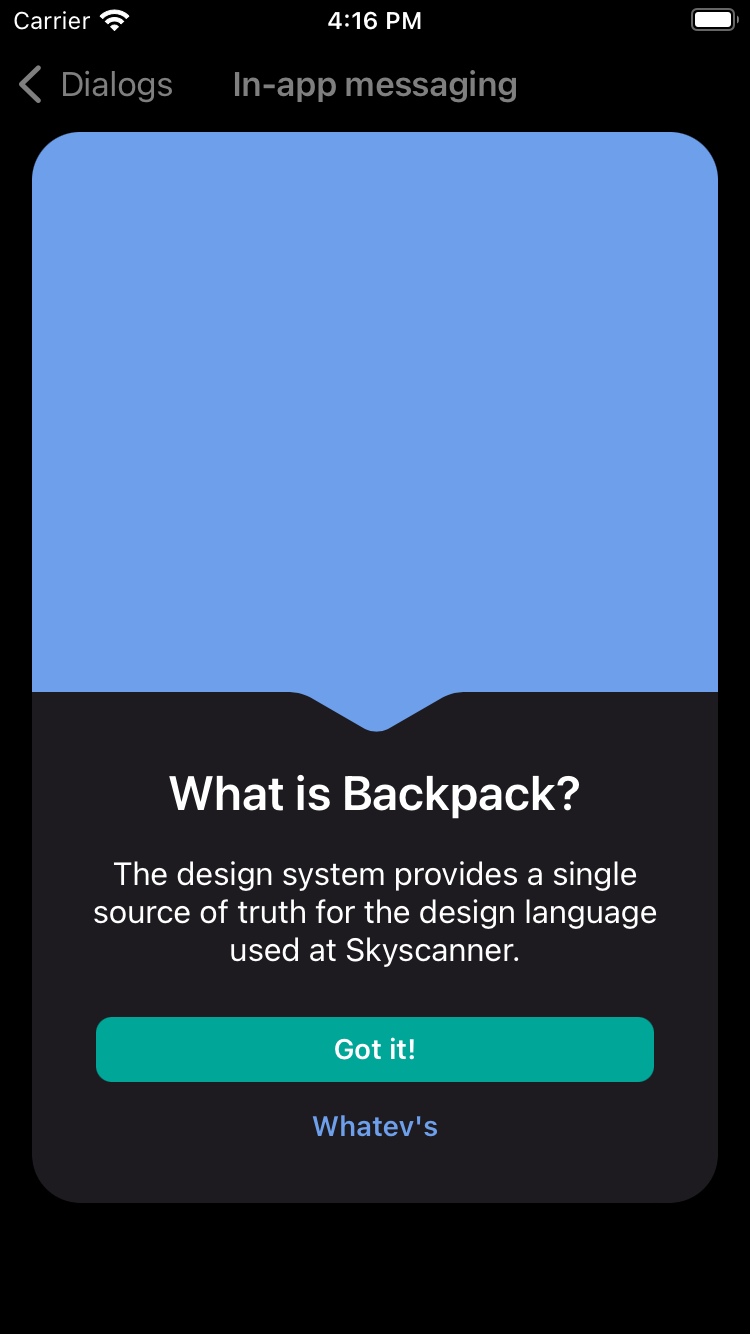 Carrier 4:16 PM
Dialogs In-app messaging
What is Backpack?
The design system provides a single
source of truth for the design language
used at Skyscanner.
Got it!
Whatev's